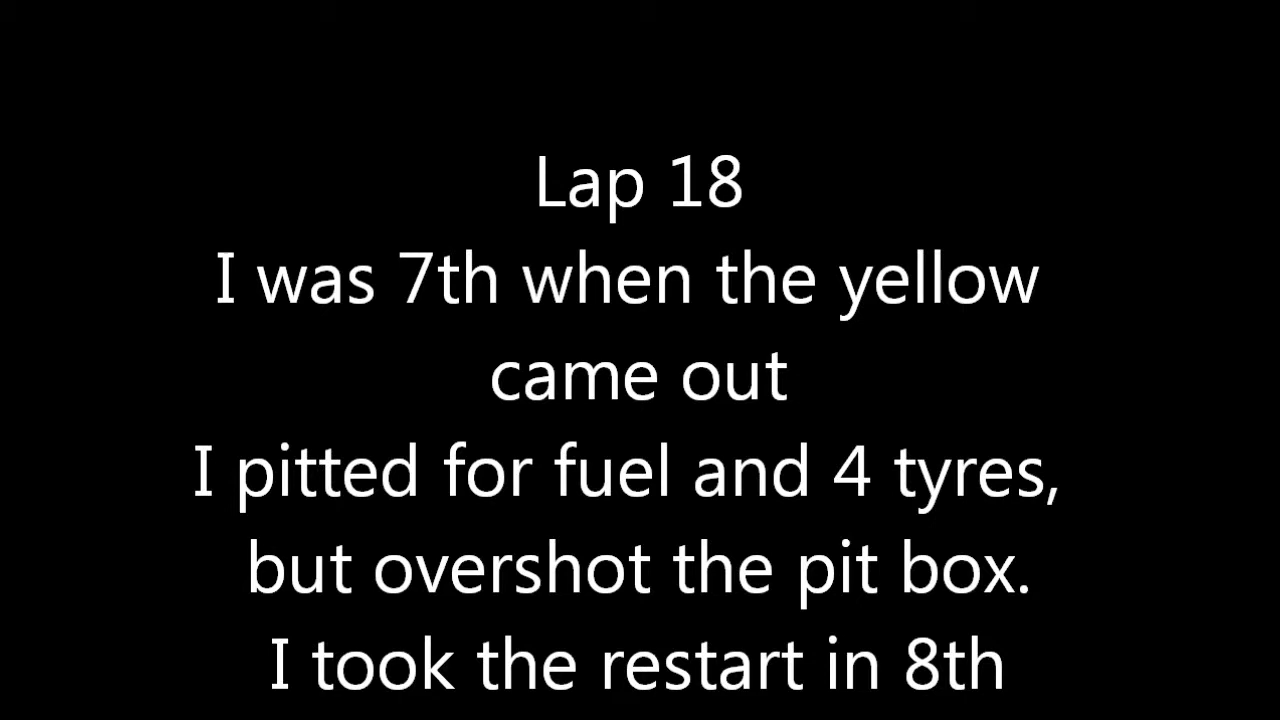 Lap 18
I was 7th when the yellow
came out
I pitted for fuel and 4 tyres,
but overshot the pit box.
I took the restart in 8th